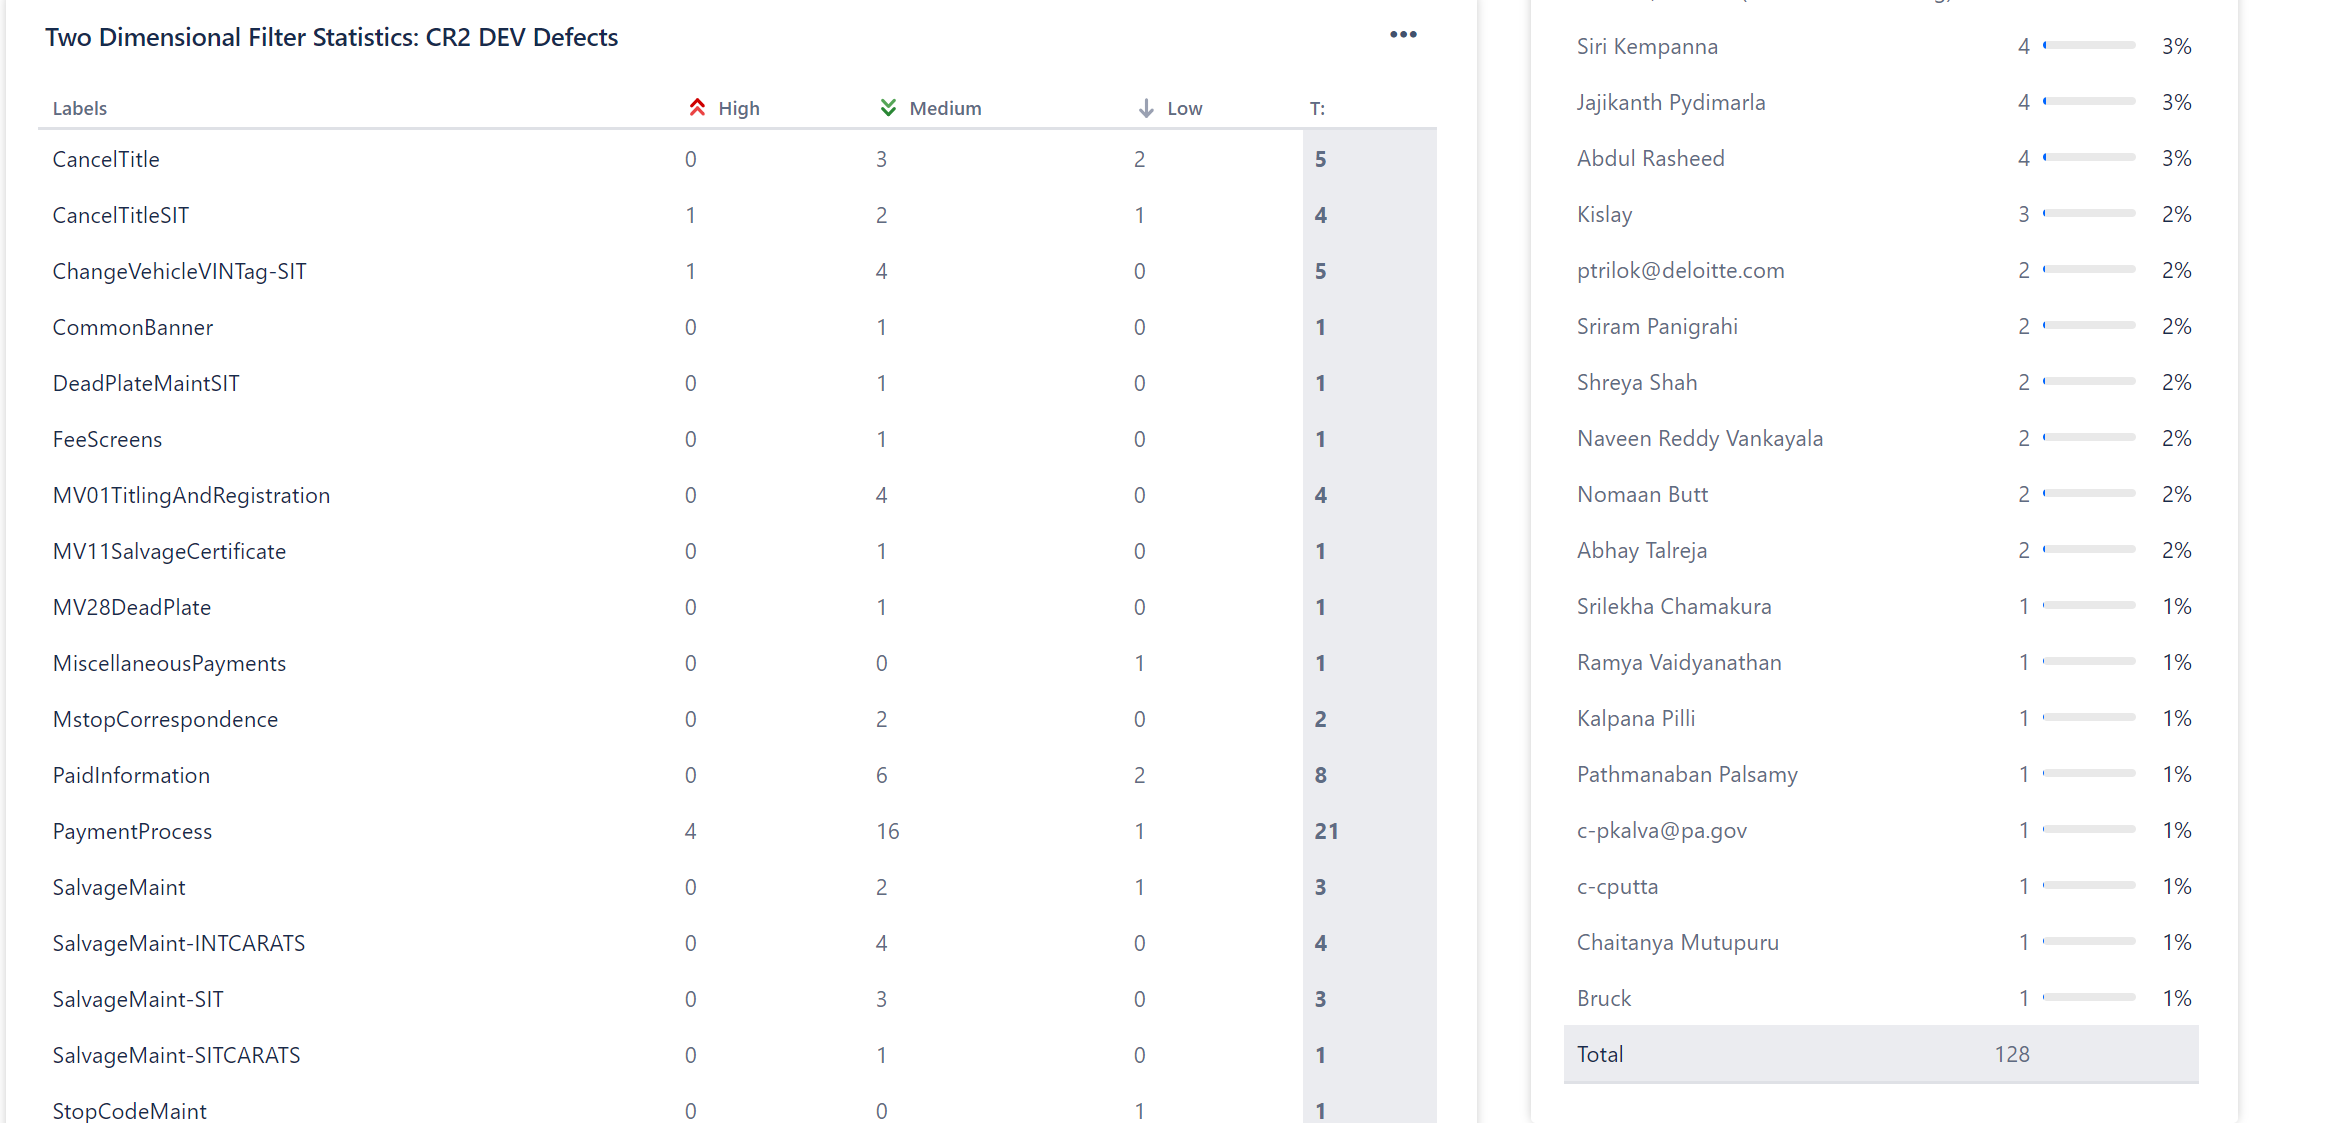 Two Dimensional Filter Statistics: CR2 DEV Defects
Labels High Medium Low T:
CancelTitle 0 3 2 5
CancelTitleSIT 1 2 1 4
ChangeVehicleVINTag-SIT 1 4 0 5
CommonBanner 0 1 0 1
DeadPlateMaintSIT 0 1 0 1
FeeScreens 0 1 0 1
MV01TitlingAndRegistration 0 4 0 4
MV11SalvageCertificate 0 1 0 1
MV28DeadPlate 0 1 0 1
MiscellaneousPayments 0 0 1 1
MstopCorrespondence 0 2 0 2
PaidInformation 0 6 2 8
PaymentProcess 4 16 1 21
SalvageMaint 0 2 1 3
SalvageMaint-INTCARATS 0 4 0 4
SalvageMaint-SIT 0 3 0 3
SalvageMaint-SITCARATS 0 1 0 1
StopCodeMaint 0 0 1 1
Siri Kempanna 4 3%
Jajikanth Pydimarla 4 3%
Abdul Rasheed 4 3%
Kislay 3 2%
ptrilok@deloitte.com 2 2%
Sriram Panigrahi 2 2%
Shreya Shah 2 2%
Naveen Reddy Vankayala 2 2%
Nomaan Butt 2 2%
Abhay Talreja 2 2%
Srilekha Chamakura 1 1%
Ramya Vaidyanathan 1 1%
Kalpana Pilli 1 1%
Pathmanaban Palsamy 1 1%
c-pkalva@pa.gov 1 1%
c-cputta 1 1%
Chaitanya Mutupuru 1 1%
Bruck 1 1%
Total 128